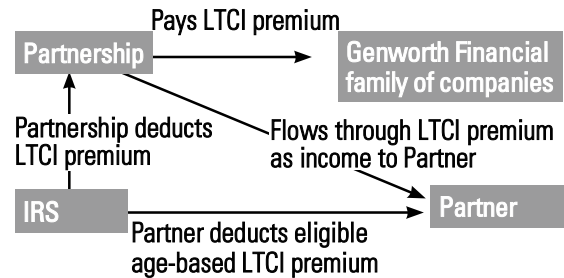 Pays LTCI premium
Partnership
Genworth Financial
family of companies
Partnership deducts
LTCI premium
Flows through LTCI premium
as income to Partner
IRS
Partner
Partner deducts eligible
age-based LTCI premium